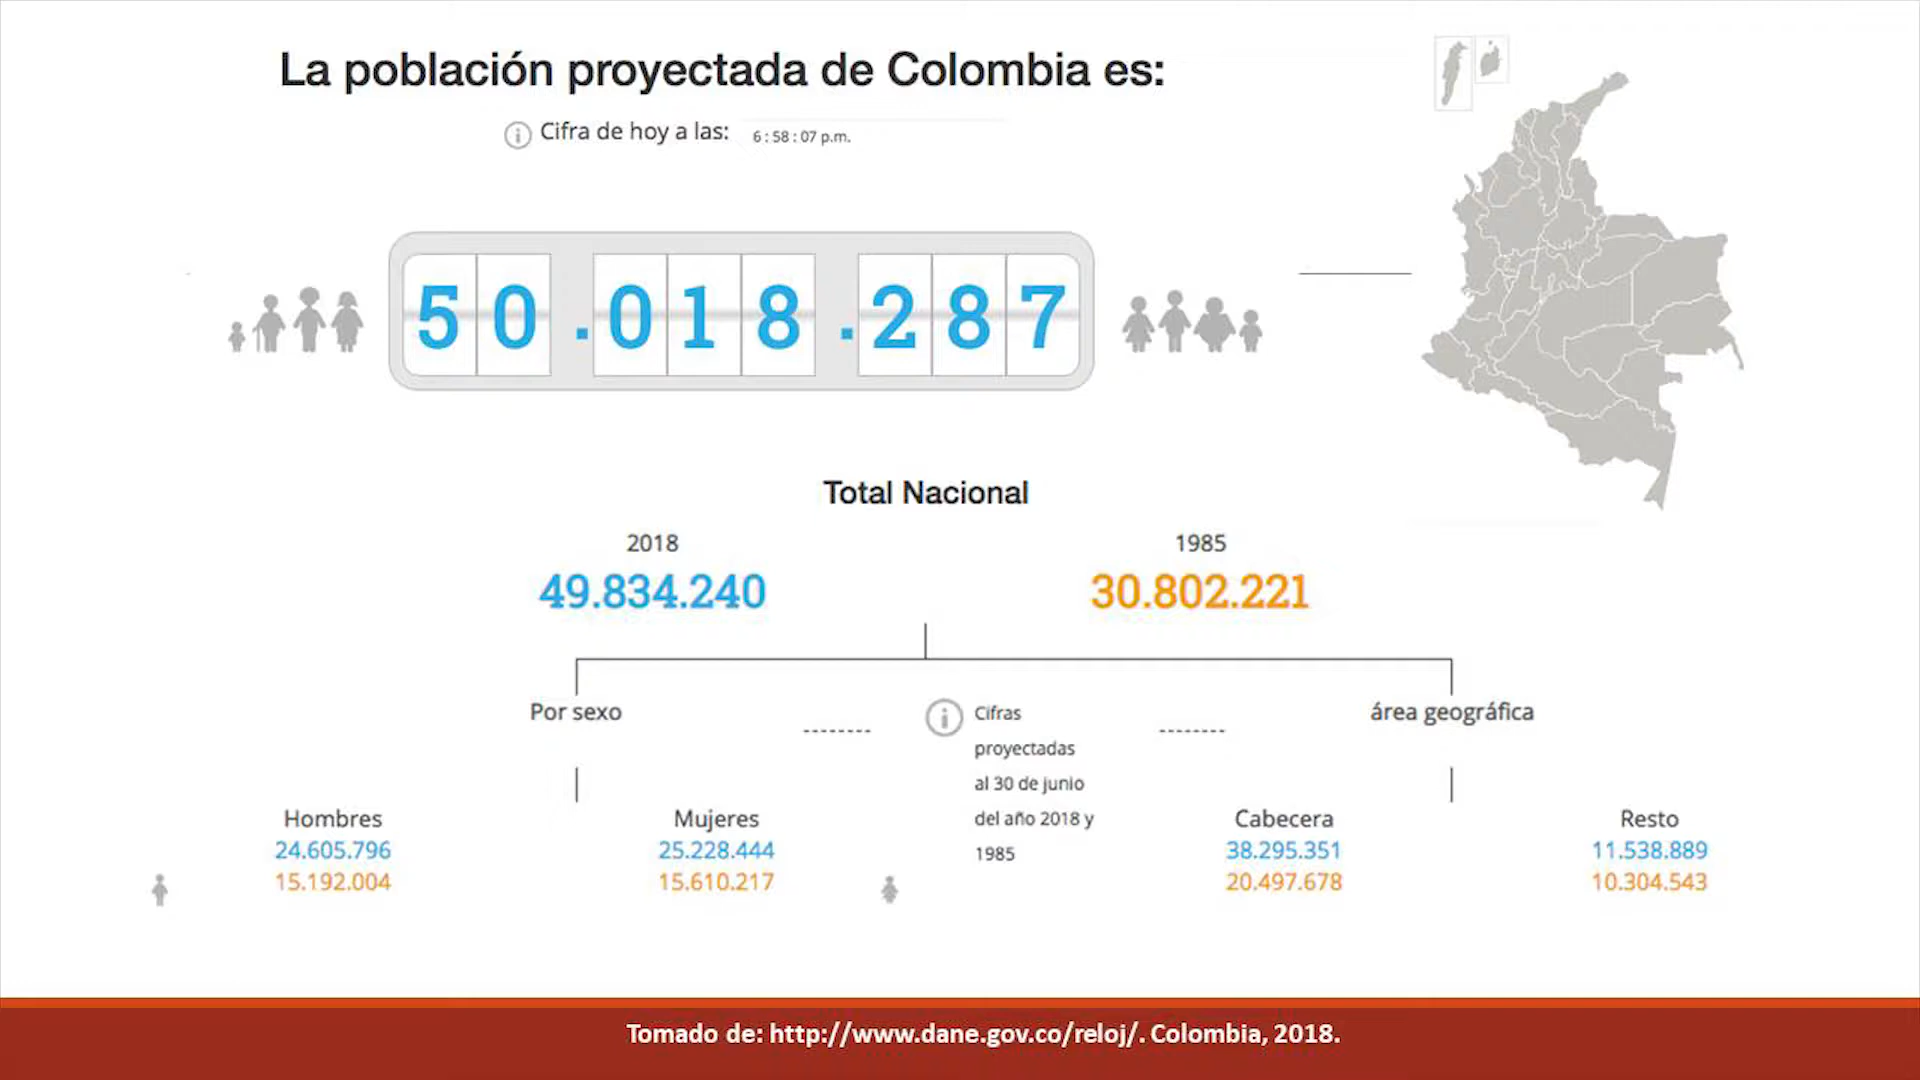 La población proyectada de Colombia es:
Cifra de hoy a las: 6 : 58 : 07 p.m.
50.018.287
Total Nacional
2018
1985
49.834.240
30.802.221
Por sexo
Cifras
proyectadas
al 30 de junio
del año 2018 y
1985
área geográfica
Hombres
24.605.796
15.192.004
Mujeres
25.228.444
15.610.217
Cabecera
38.295.351
20.497.678
Resto
11.538.889
10.304.543
Tomado de: http://www.dane.gov.co/reloj/. Colombia, 2018.